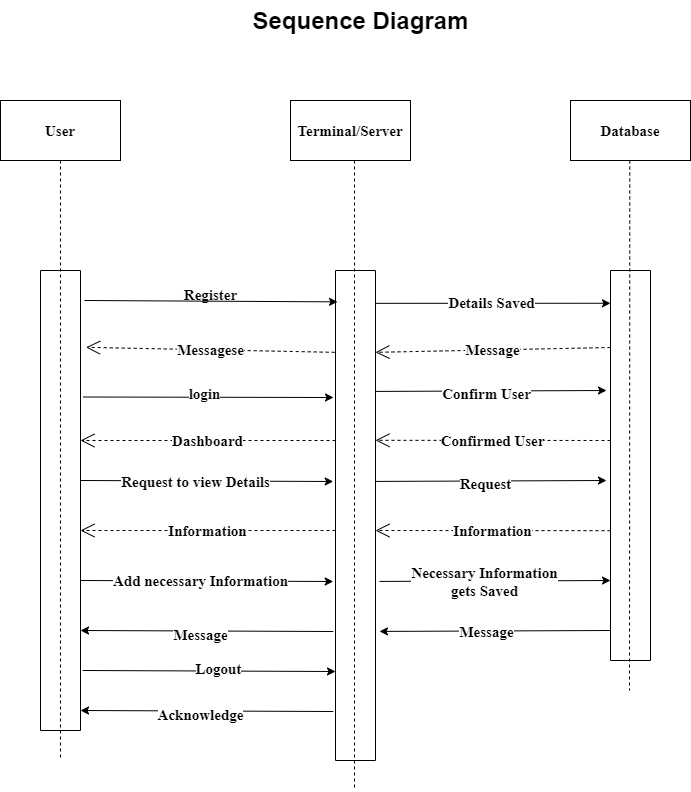 Sequence Diagram
User
Terminal/Server
Database
Register
Details Saved
Messagese
Message
login
Confirm User
Dashboard
Confirmed User
Request to view Details
Request
Information
Information
Add necessary Information
Necessary Information
gets Saved
Message
Message
Logout
Acknowledge